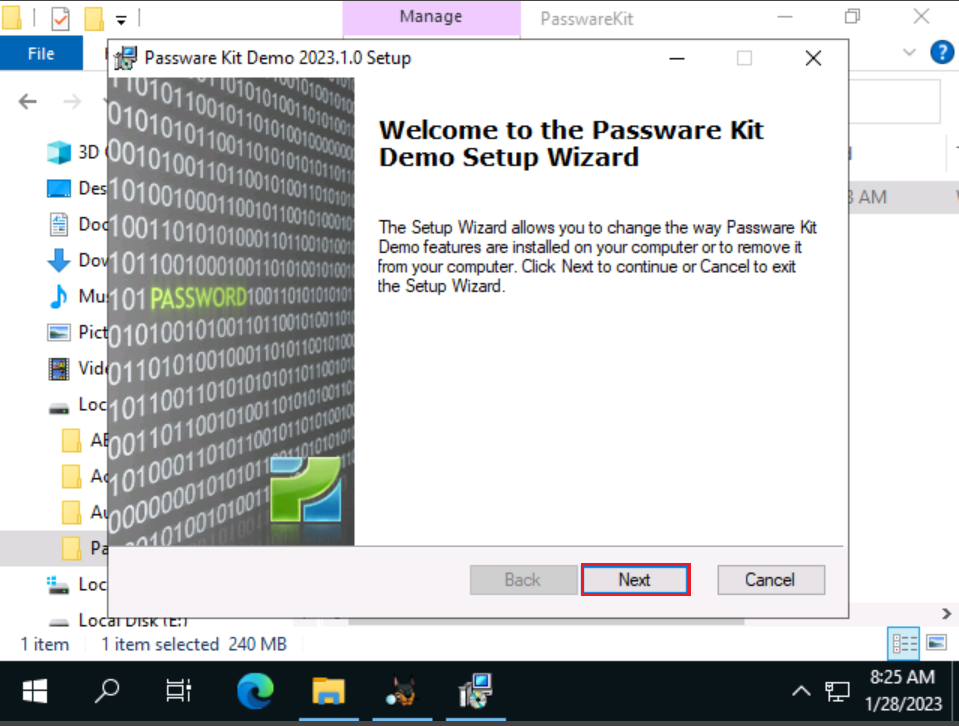 Manage
PasswareKit
File
Passware Kit Demo 2023.1.0 Setup
Welcome to the Passware Kit
Demo Setup Wizard
The Setup Wizard allows you to change the way Passware Kit
Demo features are installed on your computer or to remove it
from your computer. Click Next to continue or Cancel to exit
the Setup Wizard.
PASSWORD
3D
Des
Doc
Dov
Mus
Pict
Vide
Loc
AE
Ac
Au
Pa
Loc
Local Disk (E:)
AM
Back
Next
Cancel
1 item
1 item selected 240 MB
8:25 AM
1/28/2023